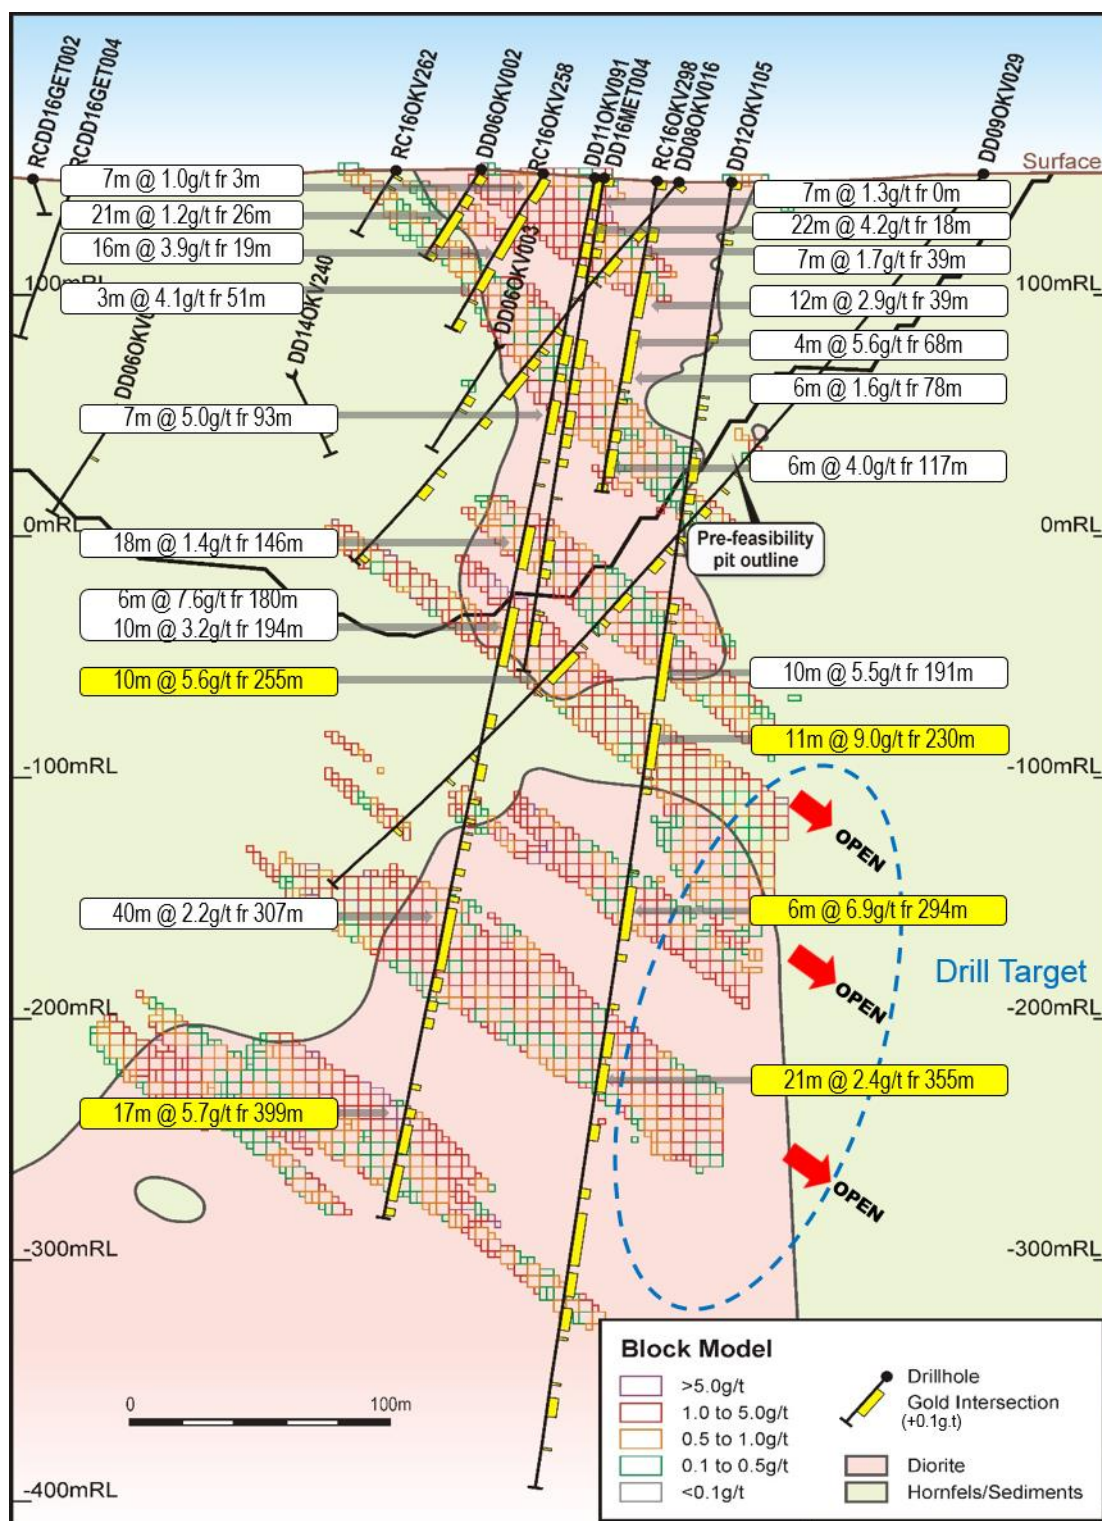 RCDD16GET002
RCDD16GET004
RC16OKV262
DD06OKV002
RC16OKV258
DD11OKV091
DD16MET004
RC16OKV298
DD08OKV016
DD12OKV105
DD09OKV029
Surface
7m @ 1.0g/t fr 3m
21m @ 1.2g/t fr 26m
16m @ 3.9g/t fr 19m
3m @ 4.1g/t fr 51m
7m @ 1.3g/t fr 0m
22m @ 4.2g/t fr 18m
7m @ 1.7g/t fr 39m
12m @ 2.9g/t fr 39m
4m @ 5.6g/t fr 68m
6m @ 1.6g/t fr 78m
100mRL
100mRL
DD14OKV240
DD06OKV003
7m @ 5.0g/t fr 93m
6m @ 4.0g/t fr 117m
0mRL
0mRL
Pre-feasibility
pit outline
18m @ 1.4g/t fr 146m
6m @ 7.6g/t fr 180m
10m @ 3.2g/t fr 194m
10m @ 5.6g/t fr 255m
10m @ 5.5g/t fr 191m
11m @ 9.0g/t fr 230m
-100mRL
-100mRL
OPEN
40m @ 2.2g/t fr 307m
6m @ 6.9g/t fr 294m
Drill Target
OPEN
-200mRL
-200mRL
21m @ 2.4g/t fr 355m
17m @ 5.7g/t fr 399m
OPEN
-300mRL
-300mRL
-400mRL
0 100m
Block Model
>5.0g/t
1.0 to 5.0g/t
0.5 to 1.0g/t
0.1 to 0.5g/t
<0.1g/t
Drillhole
Gold Intersection
(+0.1g.t)
Diorite
Hornfels/Sediments